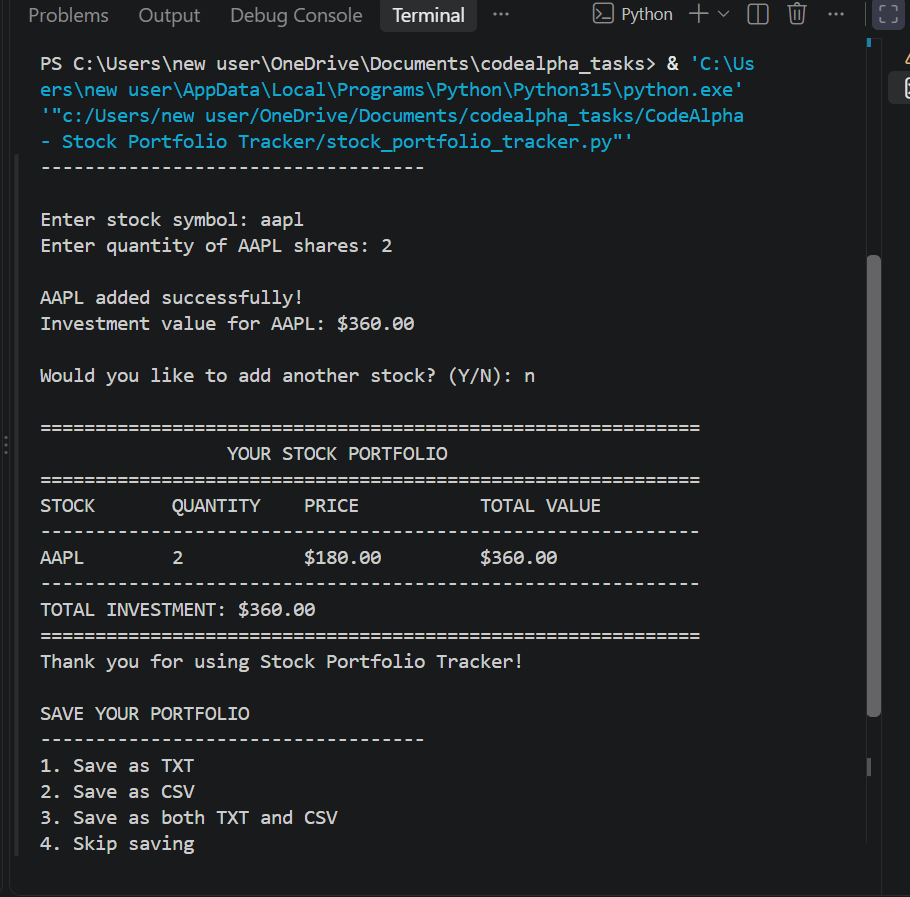 Problems Output Debug Console Terminal ··· Python ···
PS C:\Users\new user\OneDrive\Documents\codealpha_tasks> & 'C:\Us
ers\new user\AppData\Local\Programs\Python\Python315\python.exe'
'"c:/Users/new user/OneDrive/Documents/codealpha_tasks/CodeAlpha
- Stock Portfolio Tracker/stock_portfolio_tracker.py"'
-----------------------------------
Enter stock symbol: aapl
Enter quantity of AAPL shares: 2
AAPL added successfully!
Investment value for AAPL: $360.00
Would you like to add another stock? (Y/N): n
============================================================
YOUR STOCK PORTFOLIO
============================================================
STOCK QUANTITY PRICE TOTAL VALUE
------------------------------------------------------------
AAPL 2 $180.00 $360.00
------------------------------------------------------------
TOTAL INVESTMENT: $360.00
============================================================
Thank you for using Stock Portfolio Tracker!
SAVE YOUR PORTFOLIO
-----------------------------------
1. Save as TXT
2. Save as CSV
3. Save as both TXT and CSV
4. Skip saving